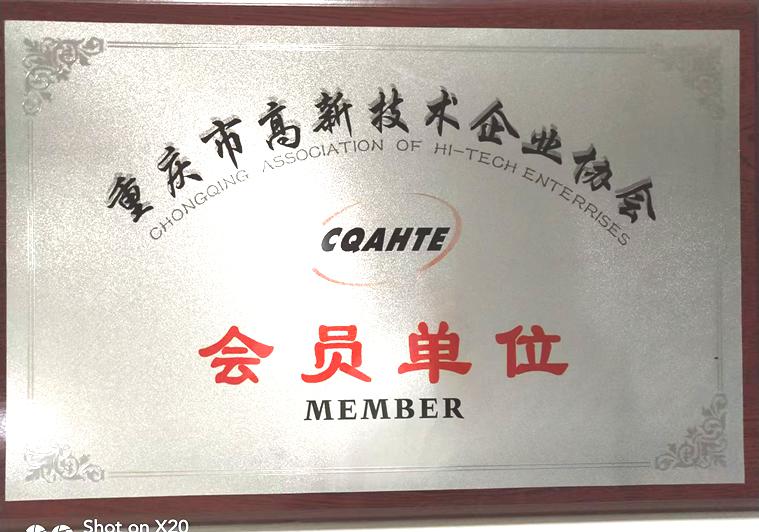 重庆市高新技术企业协会
CHONGQING ASSOCIATION OF HI-TECH ENTERRISES
CQAHTE
会员单位
MEMBER
Shot on X20